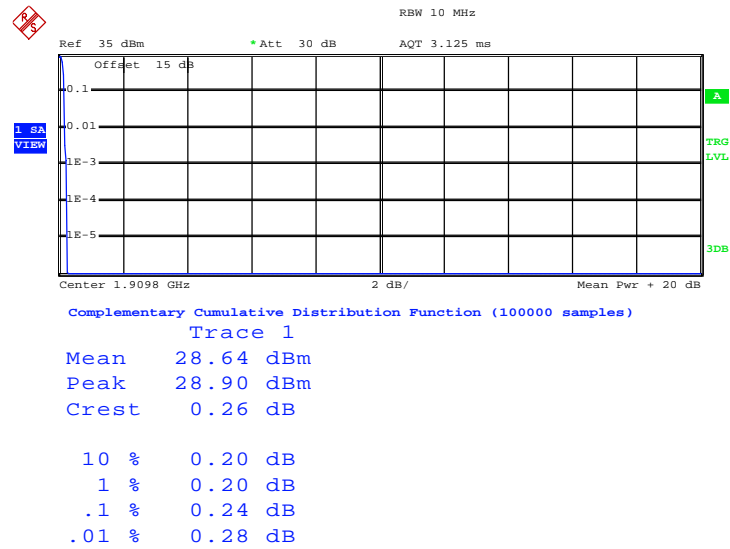 R
S
RBW 10 MHz
Ref 35 dBm *Att 30 dB AQT 3.125 ms
Offset 15 dB
0.1
A
0.01
1 SA
VIEW
TRG
LVL
1E-3
1E-4
1E-5
3DB
Center 1.9098 GHz 2 dB/ Mean Pwr + 20 dB
Complementary Cumulative Distribution Function (100000 samples)
Trace 1
Mean 28.64 dBm
Peak 28.90 dBm
Crest 0.26 dB
10 % 0.20 dB
1 % 0.20 dB
.1 % 0.24 dB
.01 % 0.28 dB